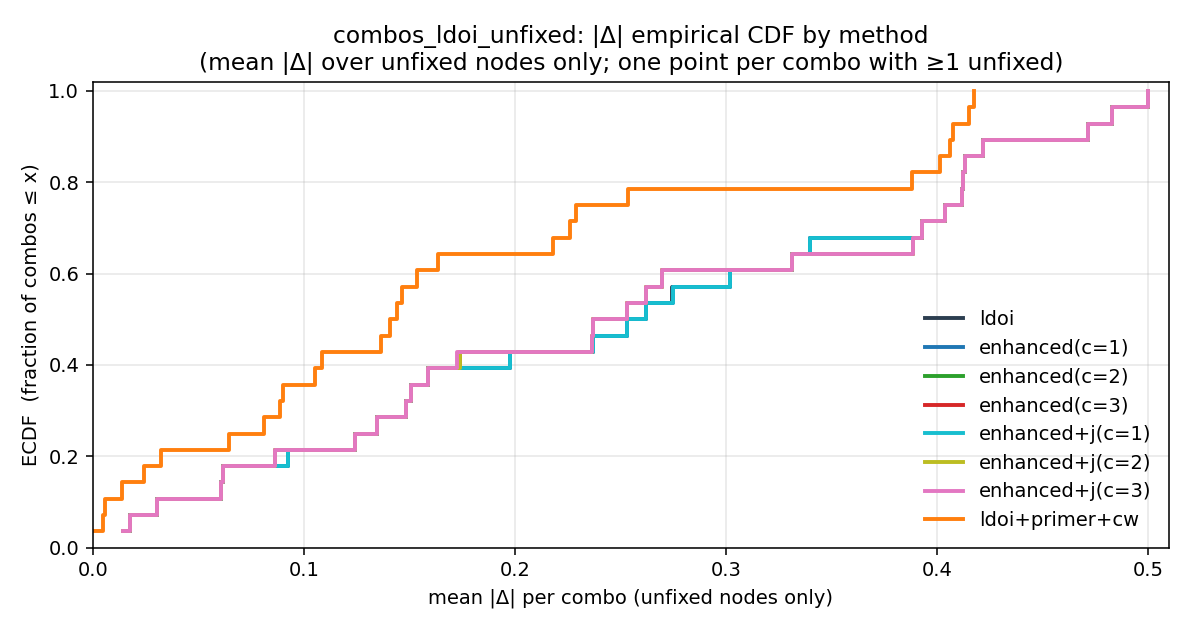 combos_ldoi_unfixed: |Δ| empirical CDF by method
(mean |Δ| over unfixed nodes only; one point per combo with ≥1 unfixed)
ECDF (fraction of combos ≤ x)
1.0
0.8
0.6
0.4
0.2
0.0
ldoi
enhanced(c=1)
enhanced(c=2)
enhanced(c=3)
enhanced+j(c=1)
enhanced+j(c=2)
enhanced+j(c=3)
ldoi+primer+cw
0.0 0.1 0.2 0.3 0.4 0.5
mean |Δ| per combo (unfixed nodes only)